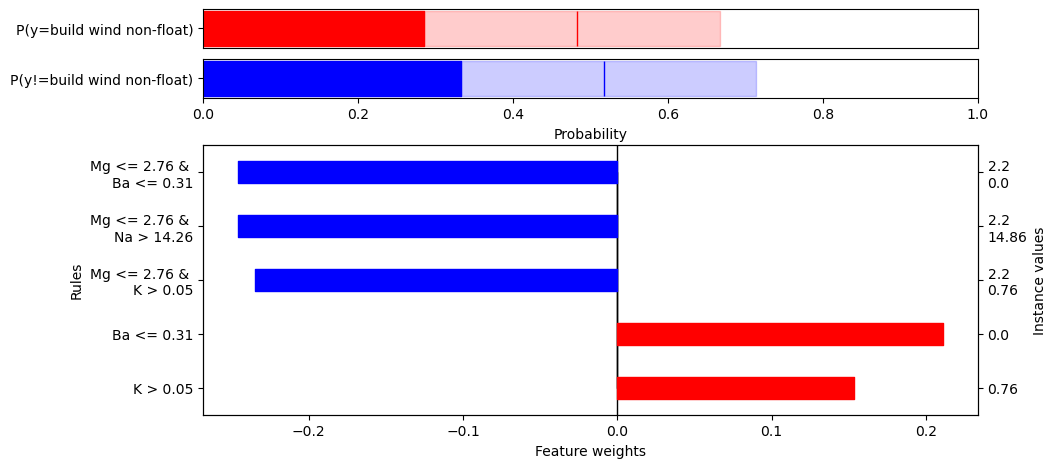 P(y=build wind non-float)
P(y!=build wind non-float)
0.0 0.2 0.4 0.6 0.8 1.0
Probability
Mg <= 2.76 &
Ba <= 0.31
2.2
0.0
Mg <= 2.76 &
Na > 14.26
2.2
14.86
Mg <= 2.76 &
K > 0.05
2.2
0.76
Ba <= 0.31
0.0
K > 0.05
0.76
Rules
Instance values
−0.2 −0.1 0.0 0.1 0.2
Feature weights